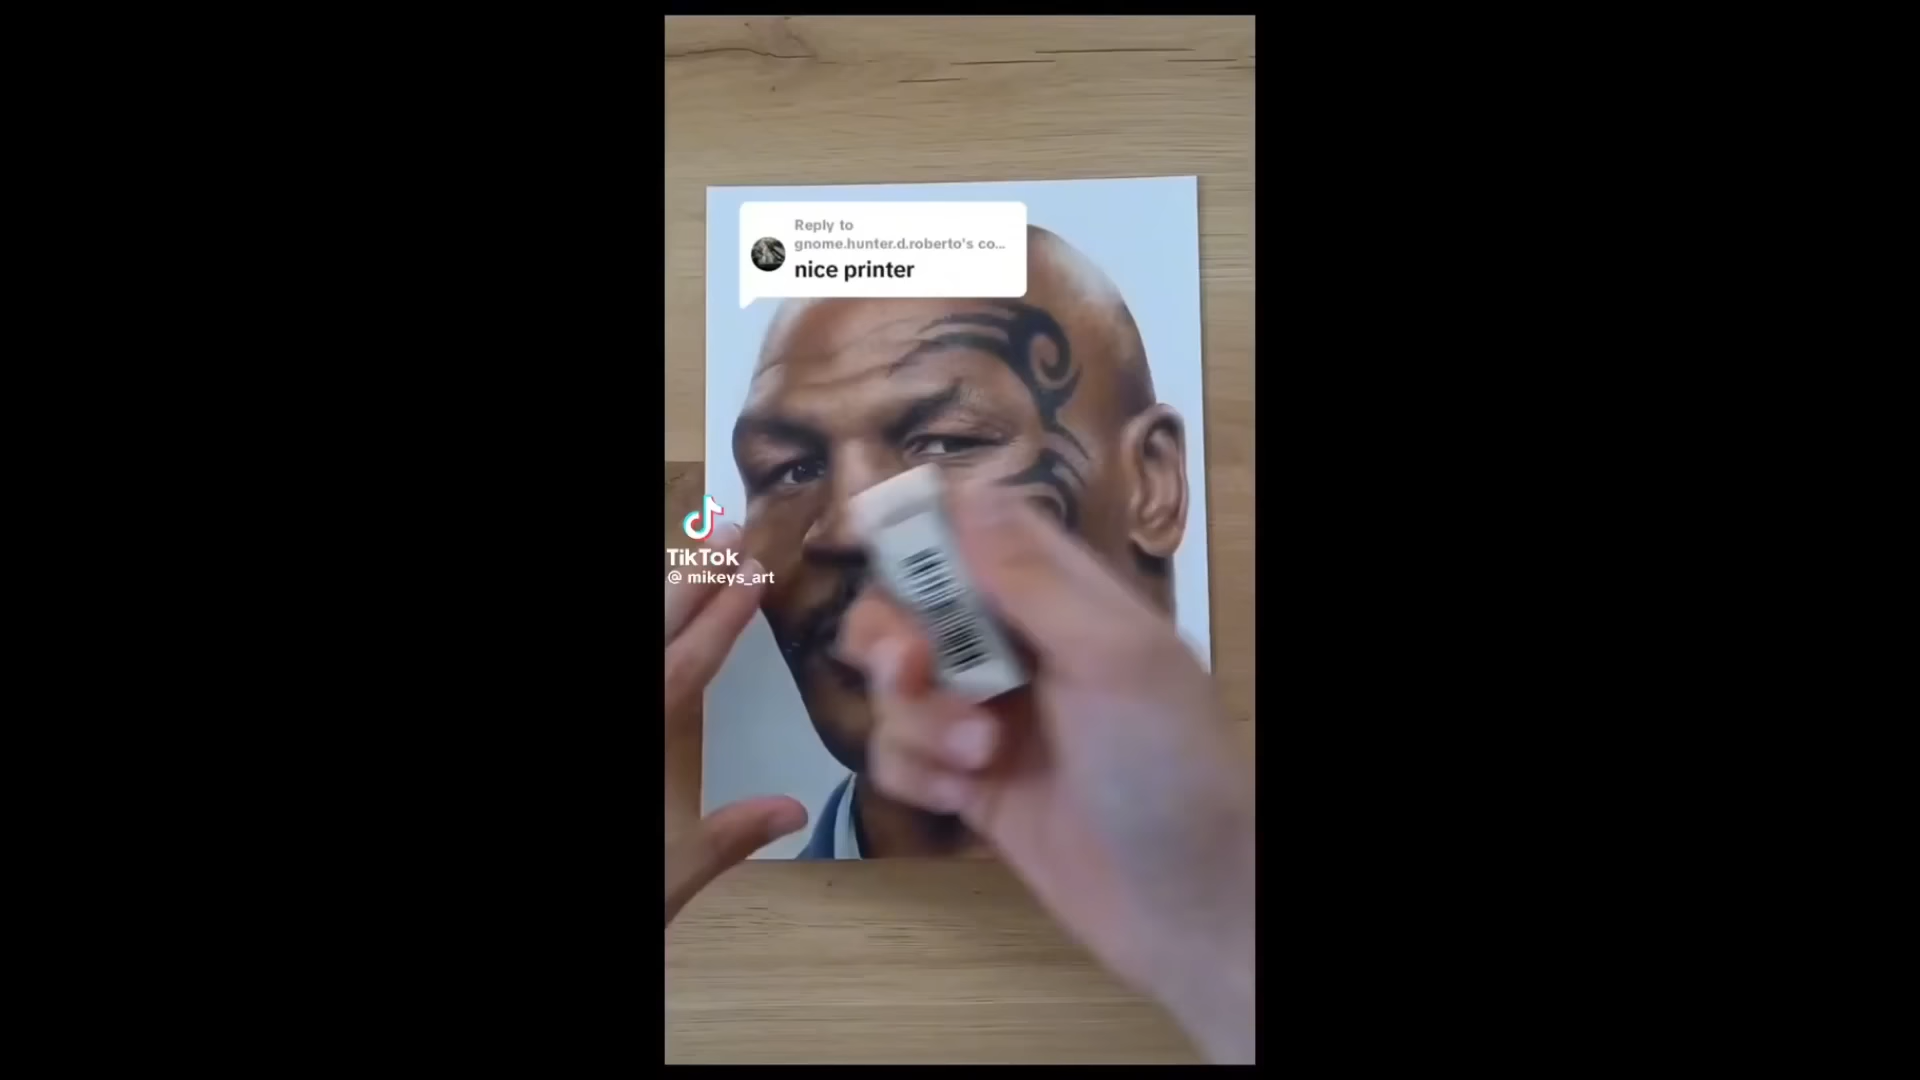 Reply to
gnome.hunter.d.roberto's co...
nice printer
TikTok
@ mikeys_art